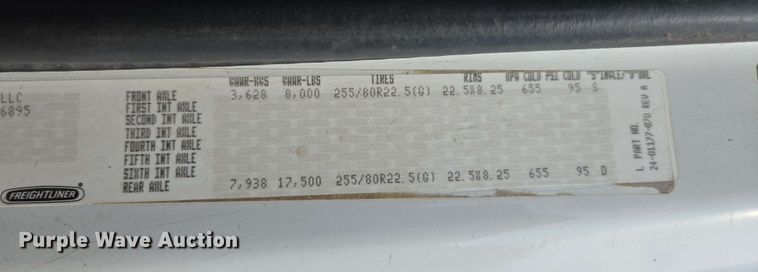 GAWR-KGS GAWR-LBS TIRES RIMS KPA COLD PSI COLD "S"INGLE/"D"UAL
LLC FRONT AXLE 3,628 8,000 255/80R22.5(G) 22.5X8.25 655 95 S
6895 FIRST INT AXLE
SECOND INT AXLE
THIRD INT AXLE
FOURTH INT AXLE
FIFTH INT AXLE
SIXTH INT AXLE
REAR AXLE 7,938 17,500 255/80R22.5(G) 22.5X8.25 655 95 D
L PART NO.
24-01177-070 REV A
FREIGHTLINER
Purple Wave Auction